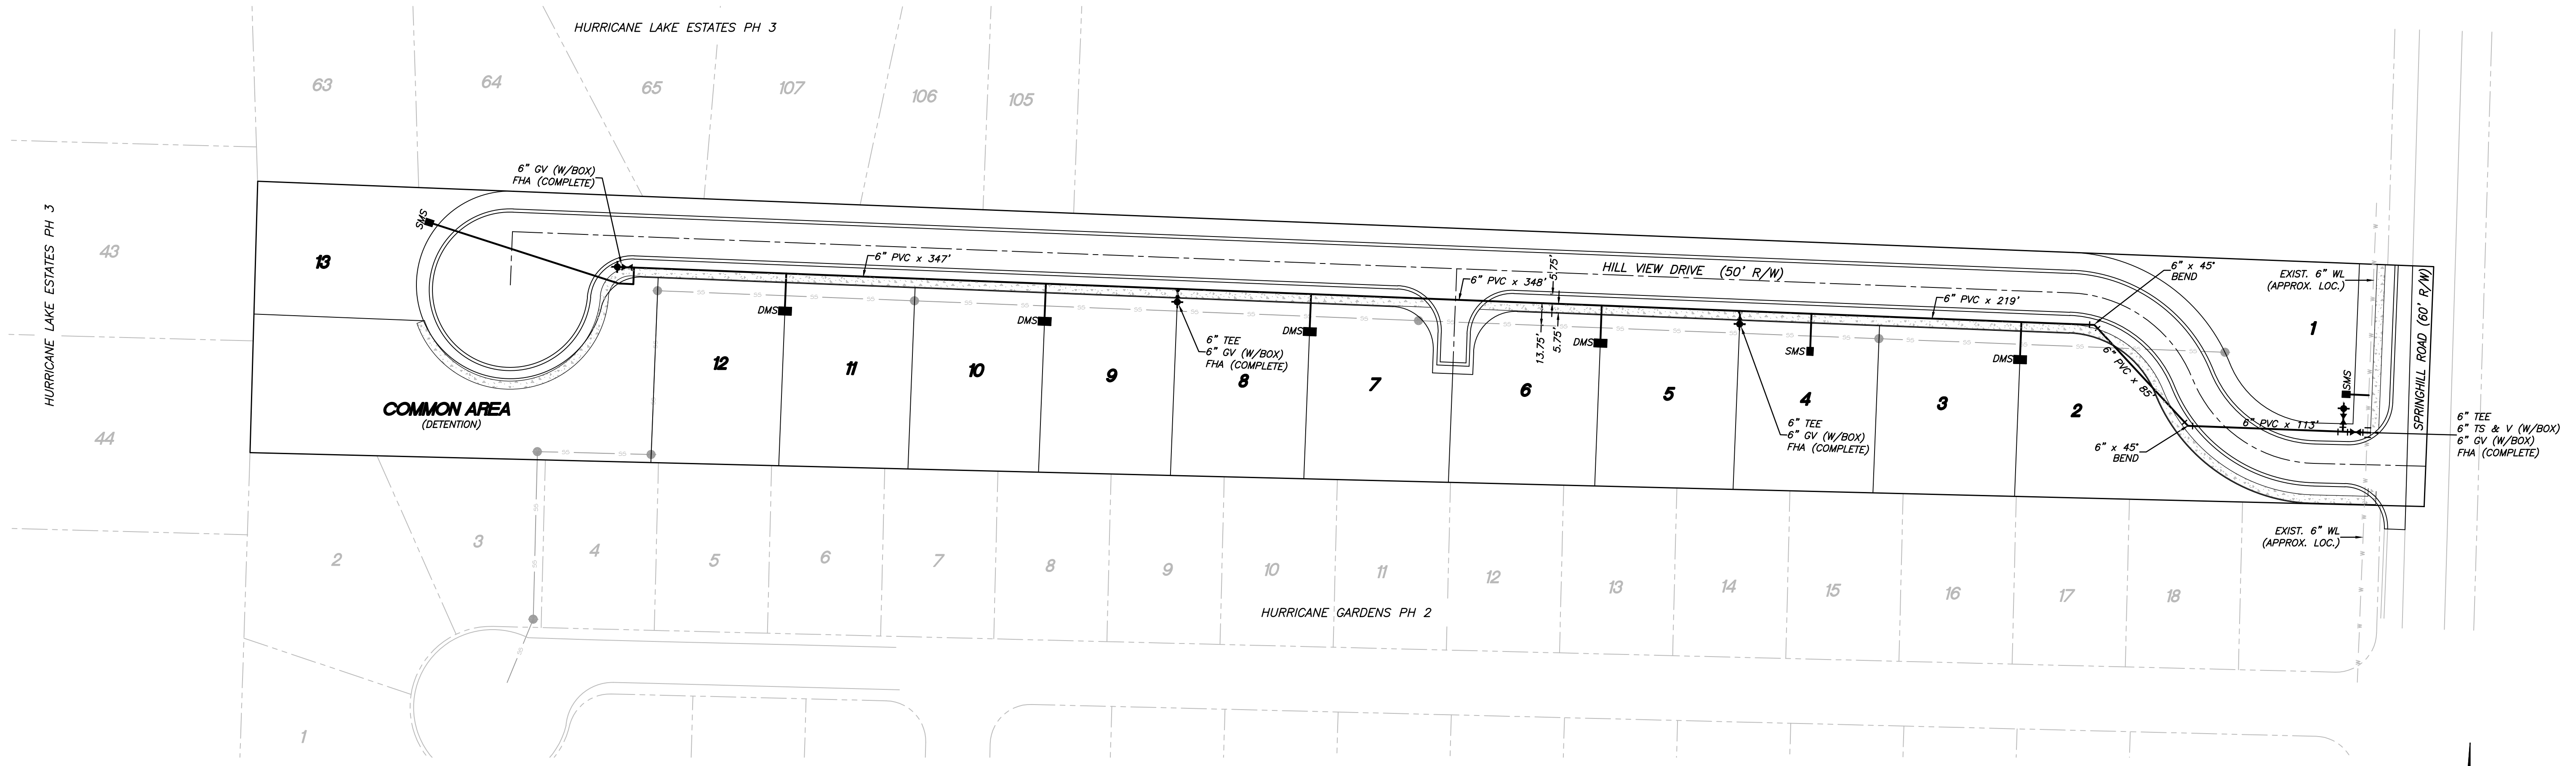 HURRICANE LAKE ESTATES PH 3
63
64
65
107
106
105
43
44
HURRICANE LAKE ESTATES PH 3
6" GV (W/BOX)
FHA (COMPLETE)
SMS
13
6" PVC x 347'
6" PVC x 348'
5.75'
13.75'
5.75'
HILL VIEW DRIVE (50' R/W)
6" PVC x 219'
6" x 45°
BEND
EXIST. 6" WL
(APPROX. LOC.)
SPRINGHILL ROAD (60' R/W)
1
DMS
DMS
DMS
DMS
SMS
DMS
SMS
6" PVC x 85'
6" PVC x 113'
6" x 45°
BEND
6" TEE
6" GV (W/BOX)
FHA (COMPLETE)
6" TEE
6" GV (W/BOX)
FHA (COMPLETE)
6" TEE
6" TS & V (W/BOX)
6" GV (W/BOX)
FHA (COMPLETE)
12
11
10
9
8
7
6
5
4
3
2
COMMON AREA
(DETENTION)
EXIST. 6" WL
(APPROX. LOC.)
2
3
4
5
6
7
8
9
10
11
12
13
14
15
16
17
18
HURRICANE GARDENS PH 2
1